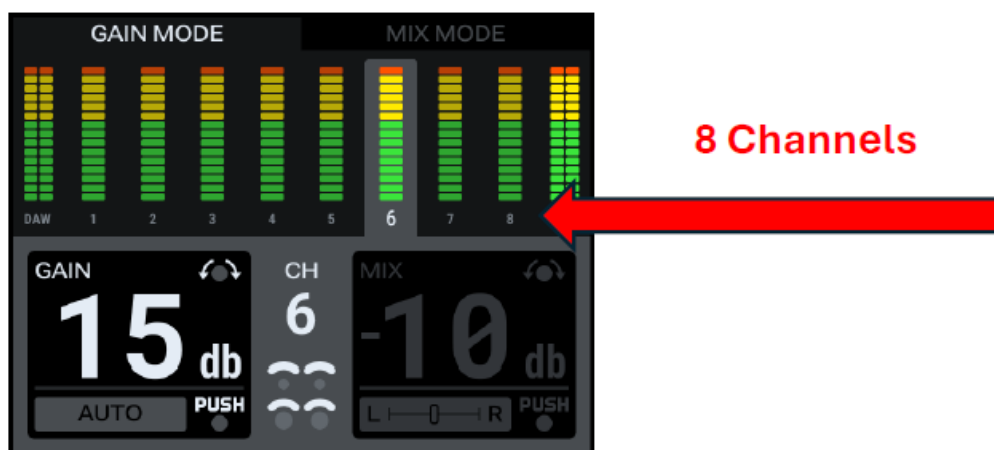 GAIN MODE MIX MODE
8 Channels
DAW 1 2 3 4 5 6 7 8
GAIN CH MIX
15 db 6 -10 db
AUTO PUSH L R PUSH